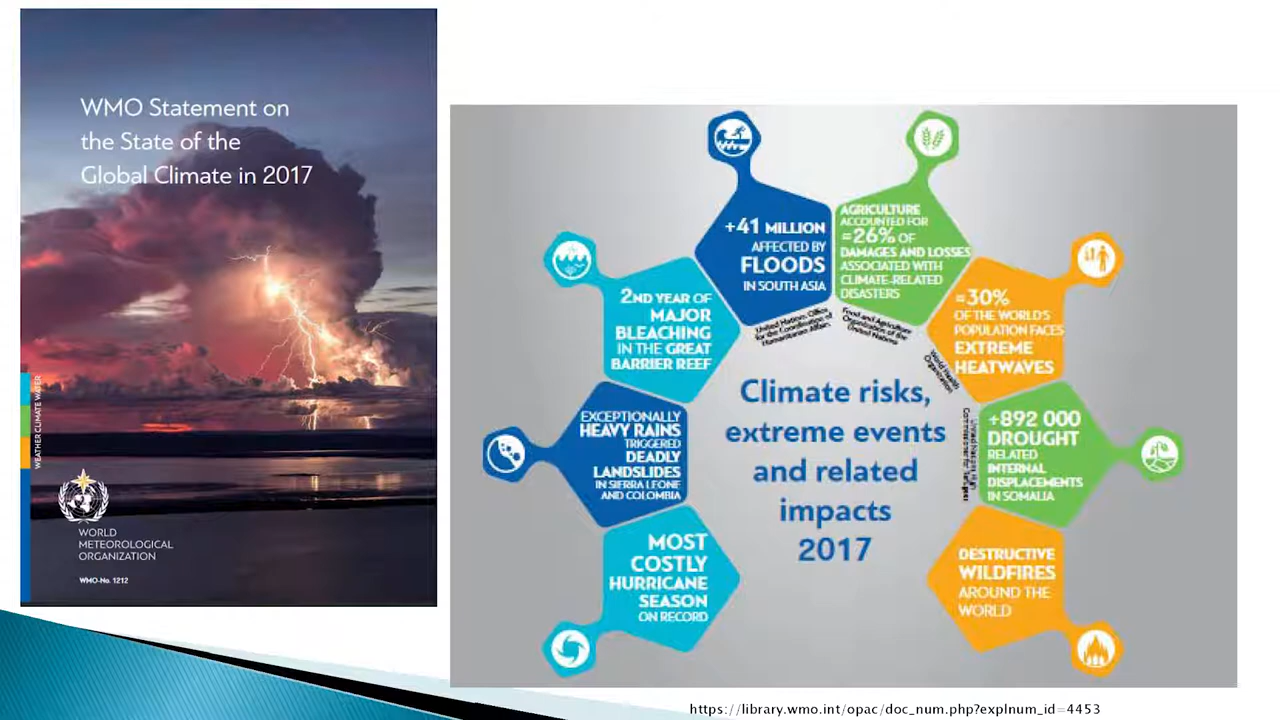 WMO Statement on
the State of the
Global Climate in 2017
WEATHER CLIMATE WATER
WORLD
METEOROLOGICAL
ORGANIZATION
WMO-No. 1212
+41 MILLION
AFFECTED BY
FLOODS
IN SOUTH ASIA
United Nations, Office
for the Coordination of
Humanitarian Affairs
AGRICULTURE
ACCOUNTED FOR
=26% OF
DAMAGES AND LOSSES
ASSOCIATED WITH
CLIMATE-RELATED
DISASTERS
Food and Agriculture
Organization of the
United Nations
=30%
OF THE WORLD'S
POPULATION FACES
EXTREME
HEATWAVES
World Health
Organization
+892 000
DROUGHT
RELATED
INTERNAL
DISPLACEMENTS
IN SOMALIA
United Nations High
Commissioner for Refugees
DESTRUCTIVE
WILDFIRES
AROUND THE
WORLD
2ND YEAR OF
MAJOR
BLEACHING
IN THE GREAT
BARRIER REEF
EXCEPTIONALLY
HEAVY RAINS
TRIGGERED
DEADLY
LANDSLIDES
IN SIERRA LEONE
AND COLOMBIA
MOST
COSTLY
HURRICANE
SEASON
ON RECORD
Climate risks,
extreme events
and related
impacts
2017
https://library.wmo.int/opac/doc_num.php?explnum_id=4453